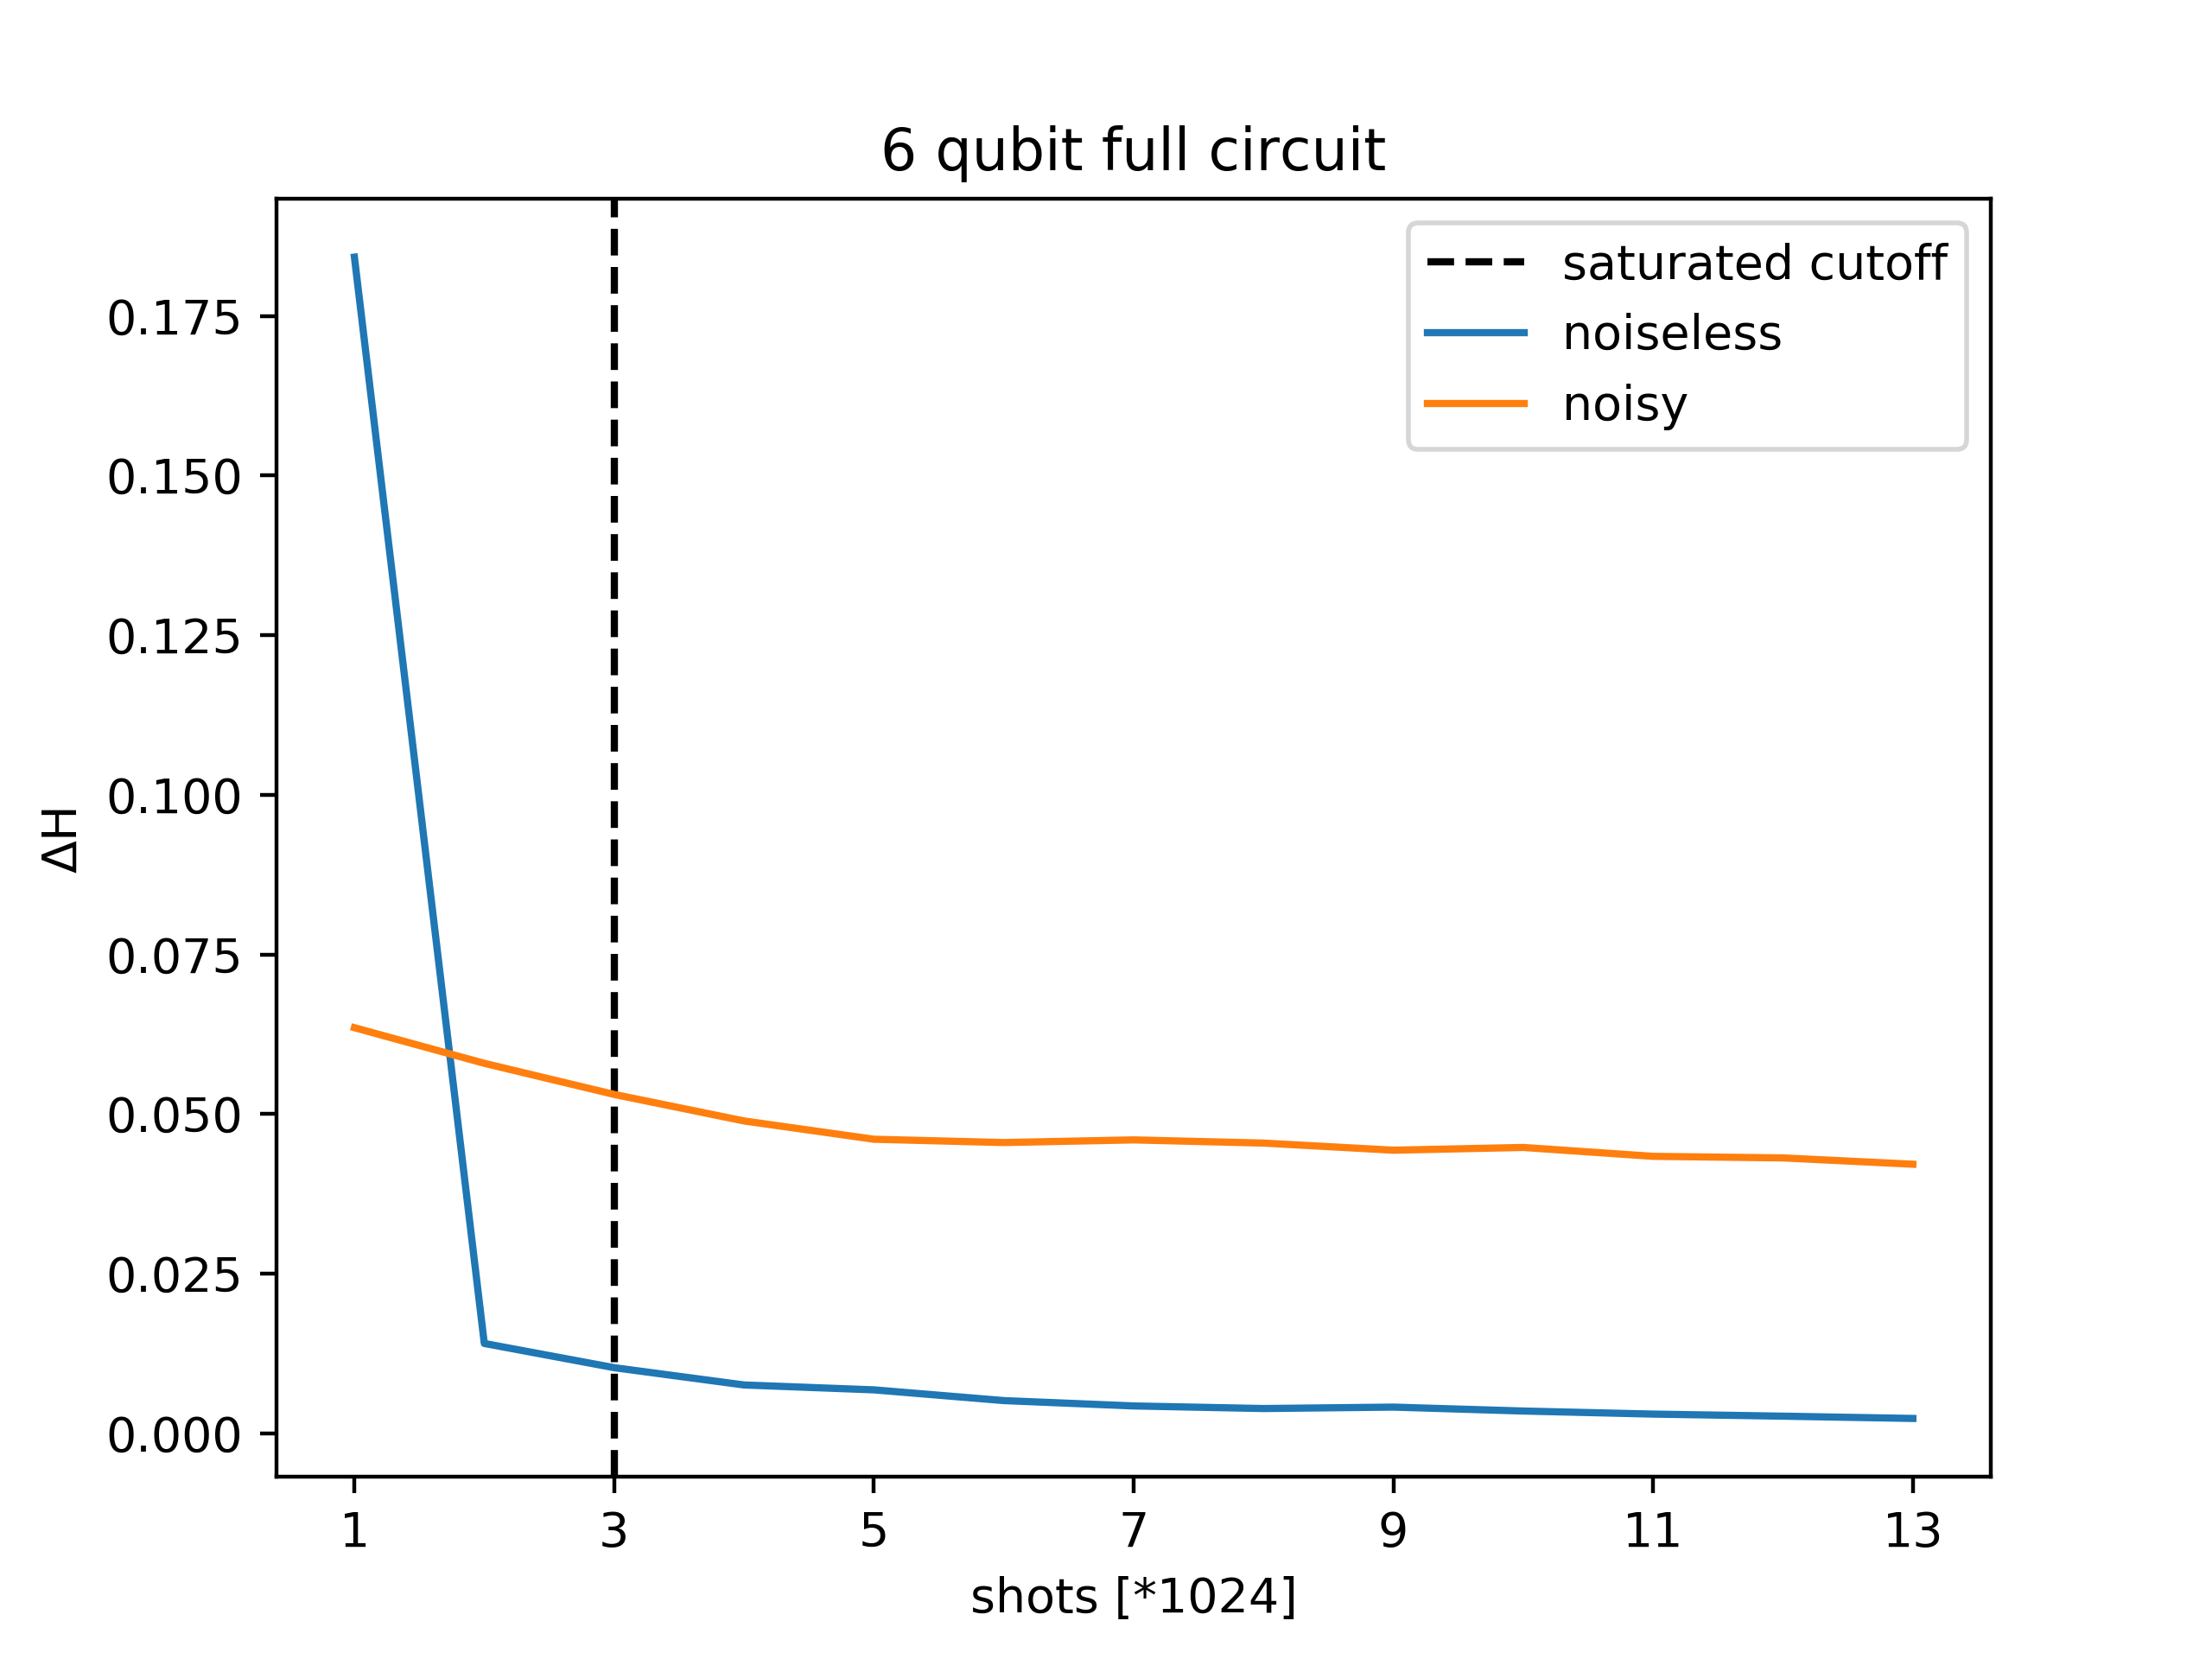 6 qubit full circuit
saturated cutoff
noiseless
noisy
0.175
0.150
0.125
0.100
0.075
0.050
0.025
0.000
ΔH
1 3 5 7 9 11 13
shots [*1024]